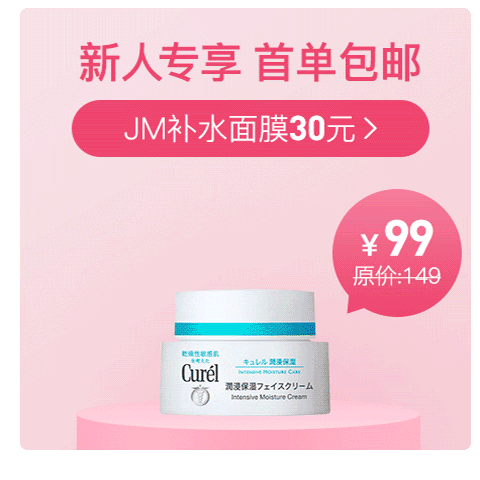 新人专享 首单包邮
JM补水面膜30元 >
¥99
原价:149
乾燥性敏感肌
を考えた
Curél
キュレル 潤浸保湿
INTENSIVE MOISTURE CARE
潤浸保湿フェイスクリーム
Intensive Moisture Cream